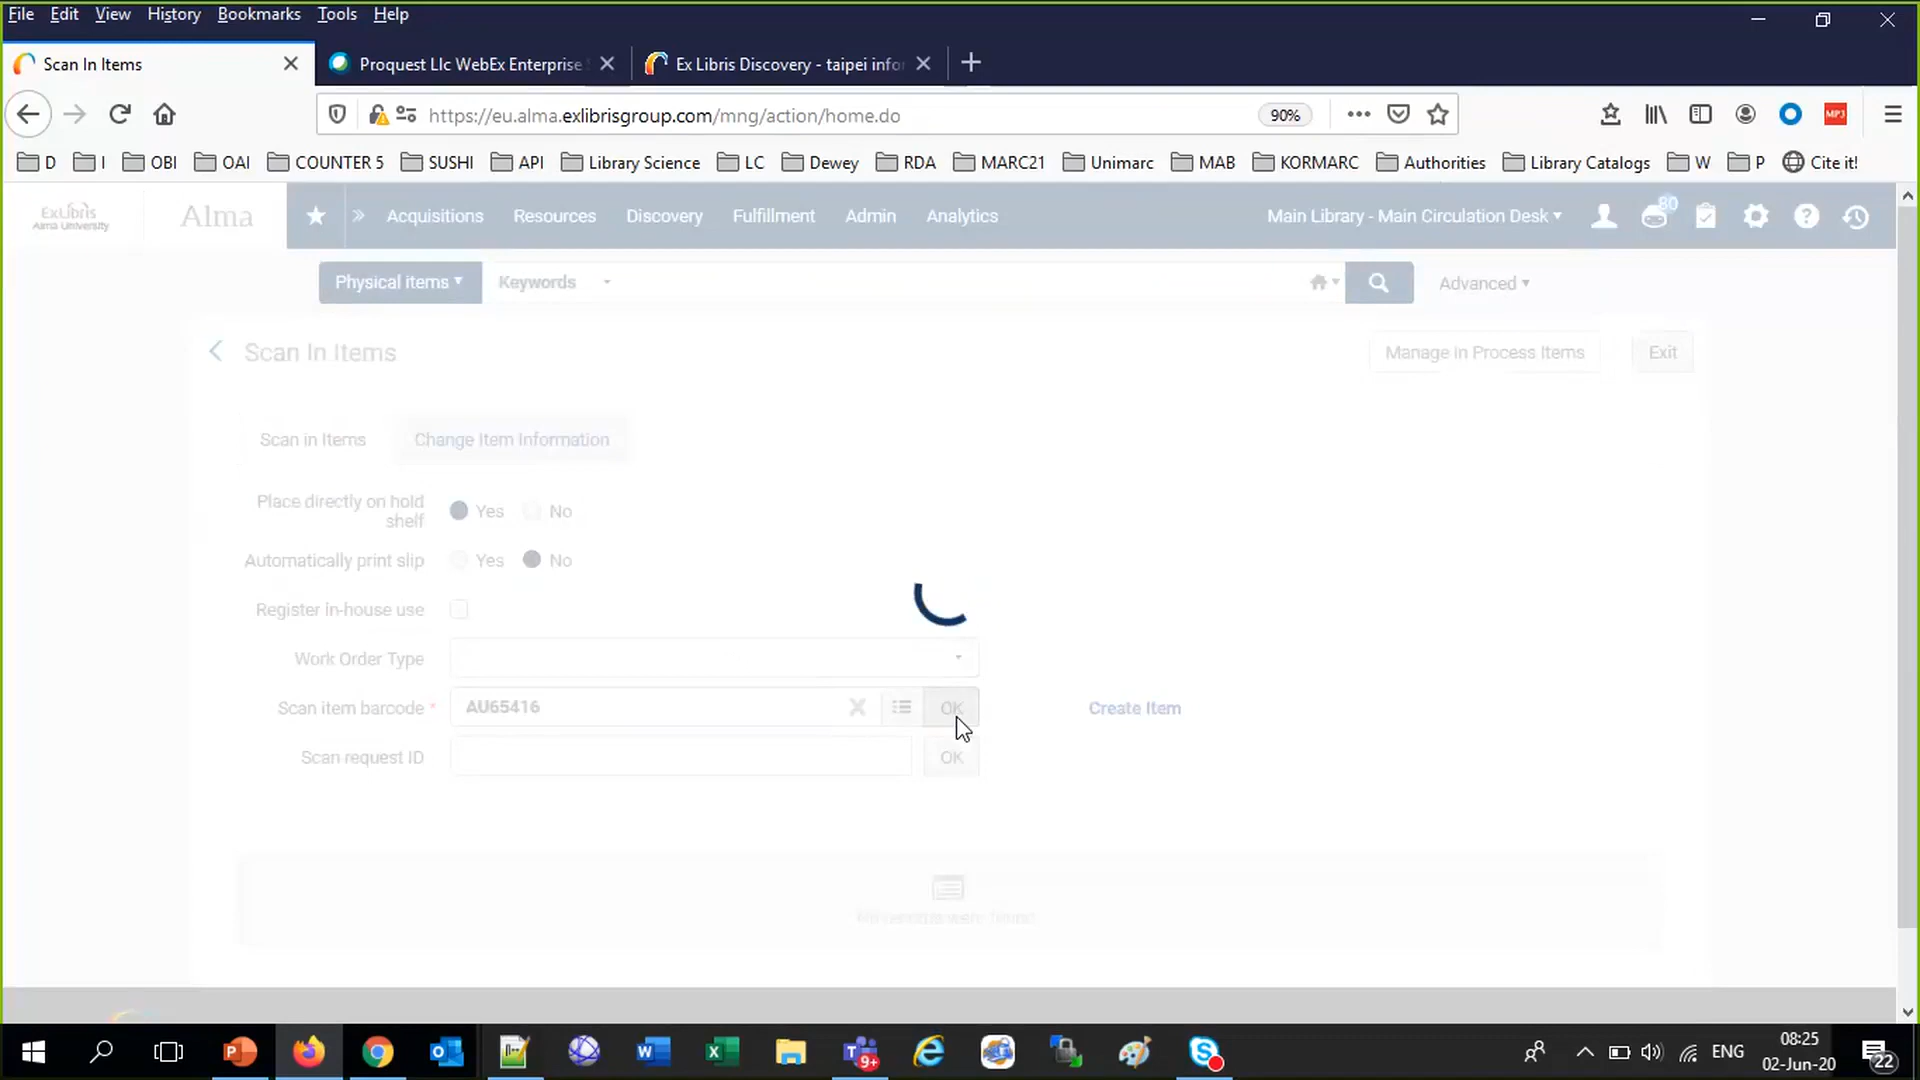 File Edit View History Bookmarks Tools Help
Scan In Items
Proquest Llc WebEx Enterprise
Ex Libris Discovery - taipei infor
https://eu.alma.exlibrisgroup.com/mng/action/home.do
90%
MP3
D I OBI OAI COUNTER 5 SUSHI API Library Science LC Dewey RDA MARC21 Unimarc MAB KORMARC Authorities Library Catalogs W P Cite it!
ExLibris
Alma University
Alma
Acquisitions Resources Discovery Fulfillment Admin Analytics
Main Library - Main Circulation Desk
80
Physical items Keywords Advanced
Scan In Items
Manage In Process Items Exit
Scan in Items Change Item Information
Place directly on hold
shelf
Yes No
Automatically print slip Yes No
Register in-house use
Work Order Type
Scan item barcode * AU65416 OK Create Item
Scan request ID OK
9+
ENG
08:25
02-Jun-20
22